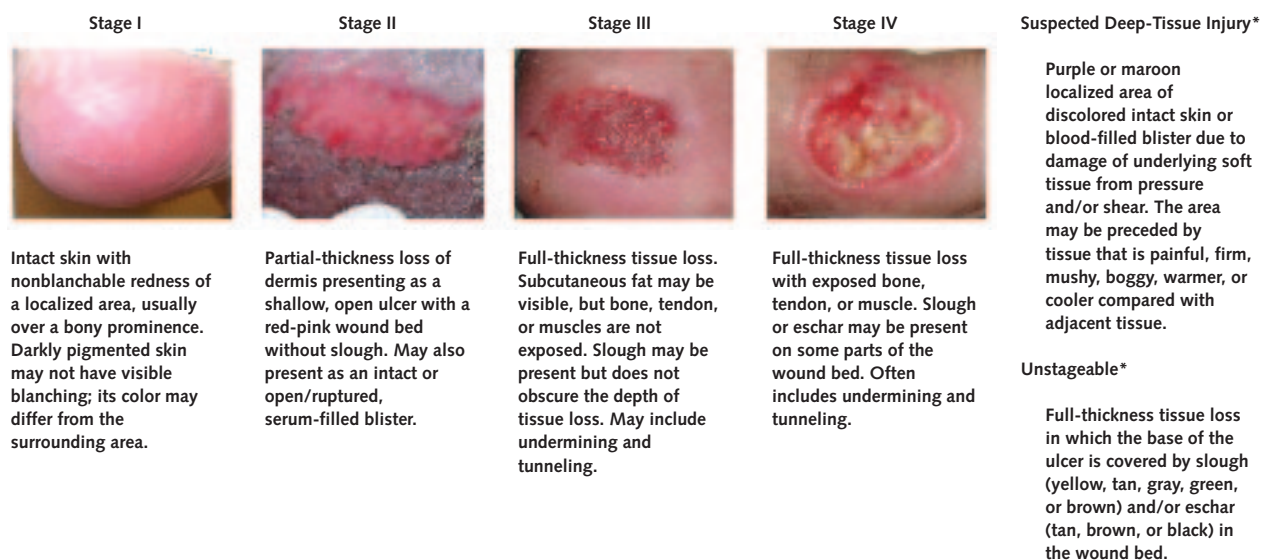 Stage I
Intact skin with
nonblanchable redness of
a localized area, usually
over a bony prominence.
Darkly pigmented skin
may not have visible
blanching; its color may
differ from the
surrounding area.
Stage II
Partial-thickness loss of
dermis presenting as a
shallow, open ulcer with a
red-pink wound bed
without slough. May also
present as an intact or
open/ruptured,
serum-filled blister.
Stage III
Full-thickness tissue loss.
Subcutaneous fat may be
visible, but bone, tendon,
or muscles are not
exposed. Slough may be
present but does not
obscure the depth of
tissue loss. May include
undermining and
tunneling.
Stage IV
Full-thickness tissue loss
with exposed bone,
tendon, or muscle. Slough
or eschar may be present
on some parts of the
wound bed. Often
includes undermining and
tunneling.
Suspected Deep-Tissue Injury*
Purple or maroon
localized area of
discolored intact skin or
blood-filled blister due to
damage of underlying soft
tissue from pressure
and/or shear. The area
may be preceded by
tissue that is painful, firm,
mushy, boggy, warmer, or
cooler compared with
adjacent tissue.
Unstageable*
Full-thickness tissue loss
in which the base of the
ulcer is covered by slough
(yellow, tan, gray, green,
or brown) and/or eschar
(tan, brown, or black) in
the wound bed.